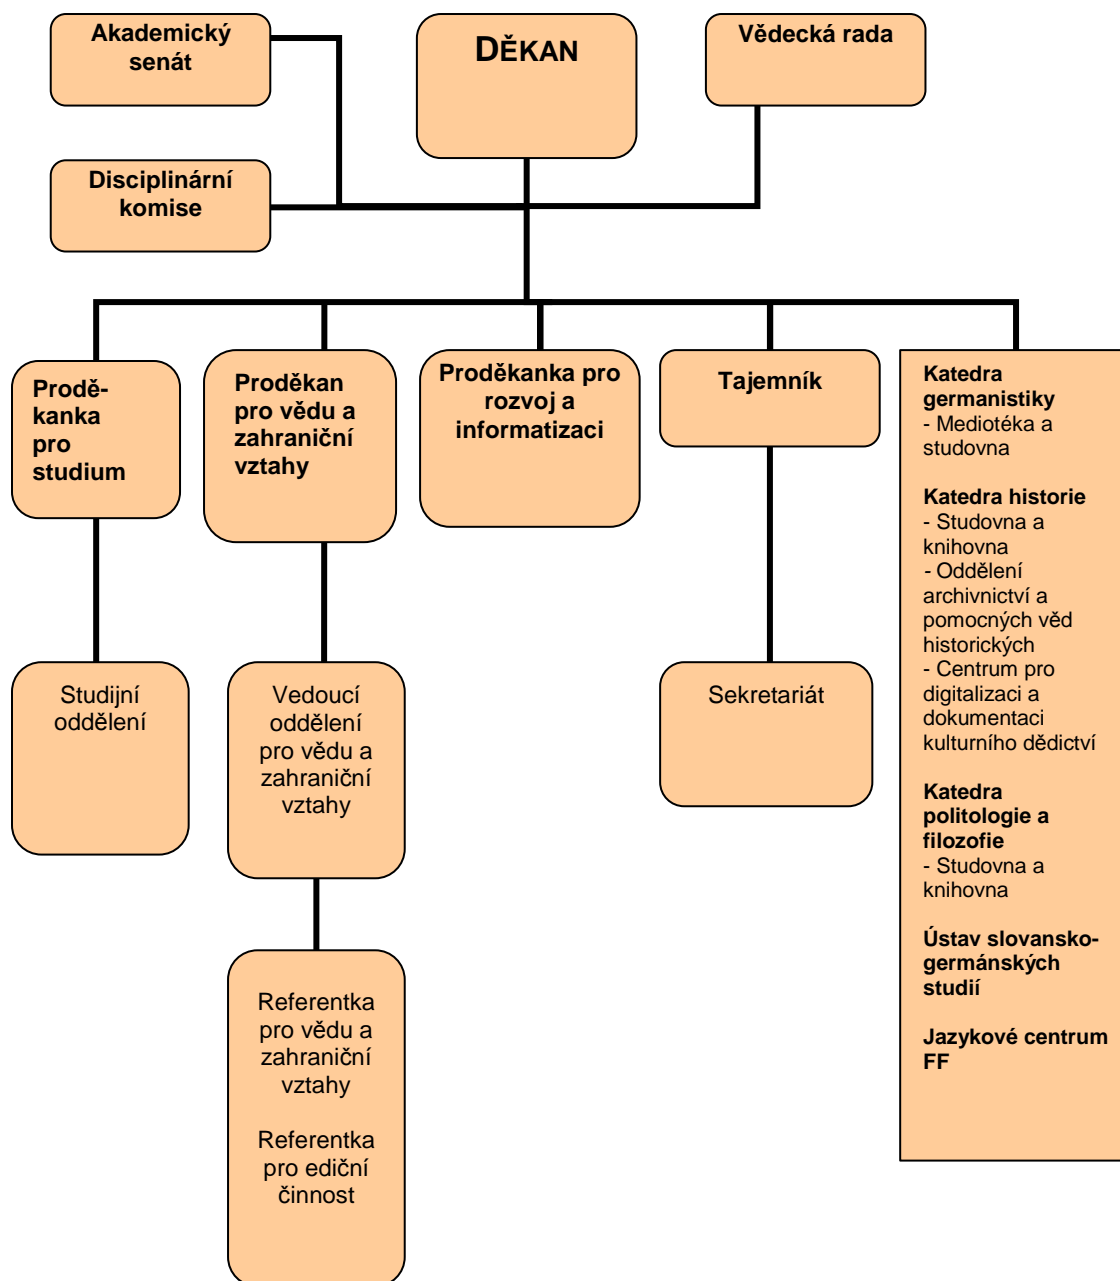 Akademický
senát
DĚKAN
Vědecká rada
Disciplinární
komise
Prodě-
kanka
pro
studium
Proděkan
pro vědu a
zahraniční
vztahy
Proděkanka pro
rozvoj a
informatizaci
Tajemník
Katedra
germanistiky
- Mediotéka a
studovna
Katedra historie
- Studovna a
knihovna
- Oddělení
archivnictví a
pomocných věd
historických
- Centrum pro
digitalizaci a
dokumentaci
kulturního dědictví
Katedra
politologie a
filozofie
- Studovna a
knihovna
Ústav slovansko-
germánských
studií
Jazykové centrum
FF
Studijní
oddělení
Vedoucí
oddělení
pro vědu a
zahraniční
vztahy
Sekretariát
Referentka
pro vědu a
zahraniční
vztahy
Referentka
pro ediční
činnost